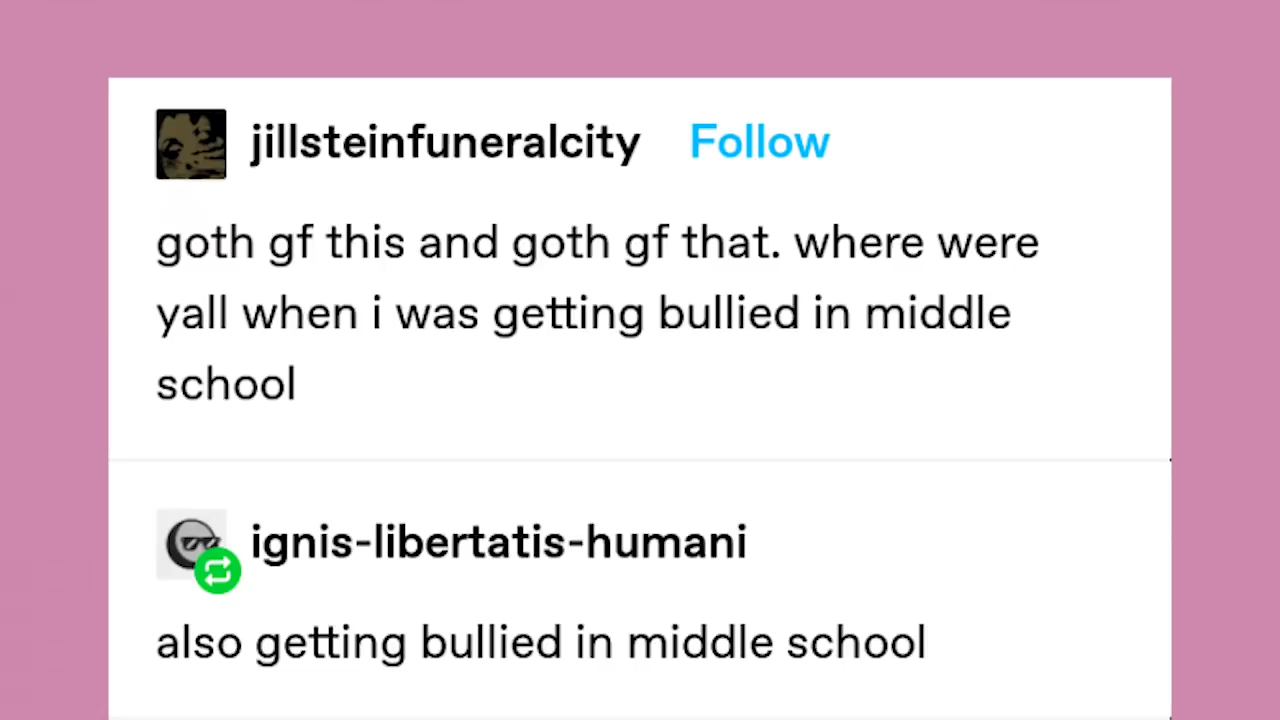 jillsteinfuneralcity Follow
goth gf this and goth gf that. where were
yall when i was getting bullied in middle
school
ignis-libertatis-humani
also getting bullied in middle school